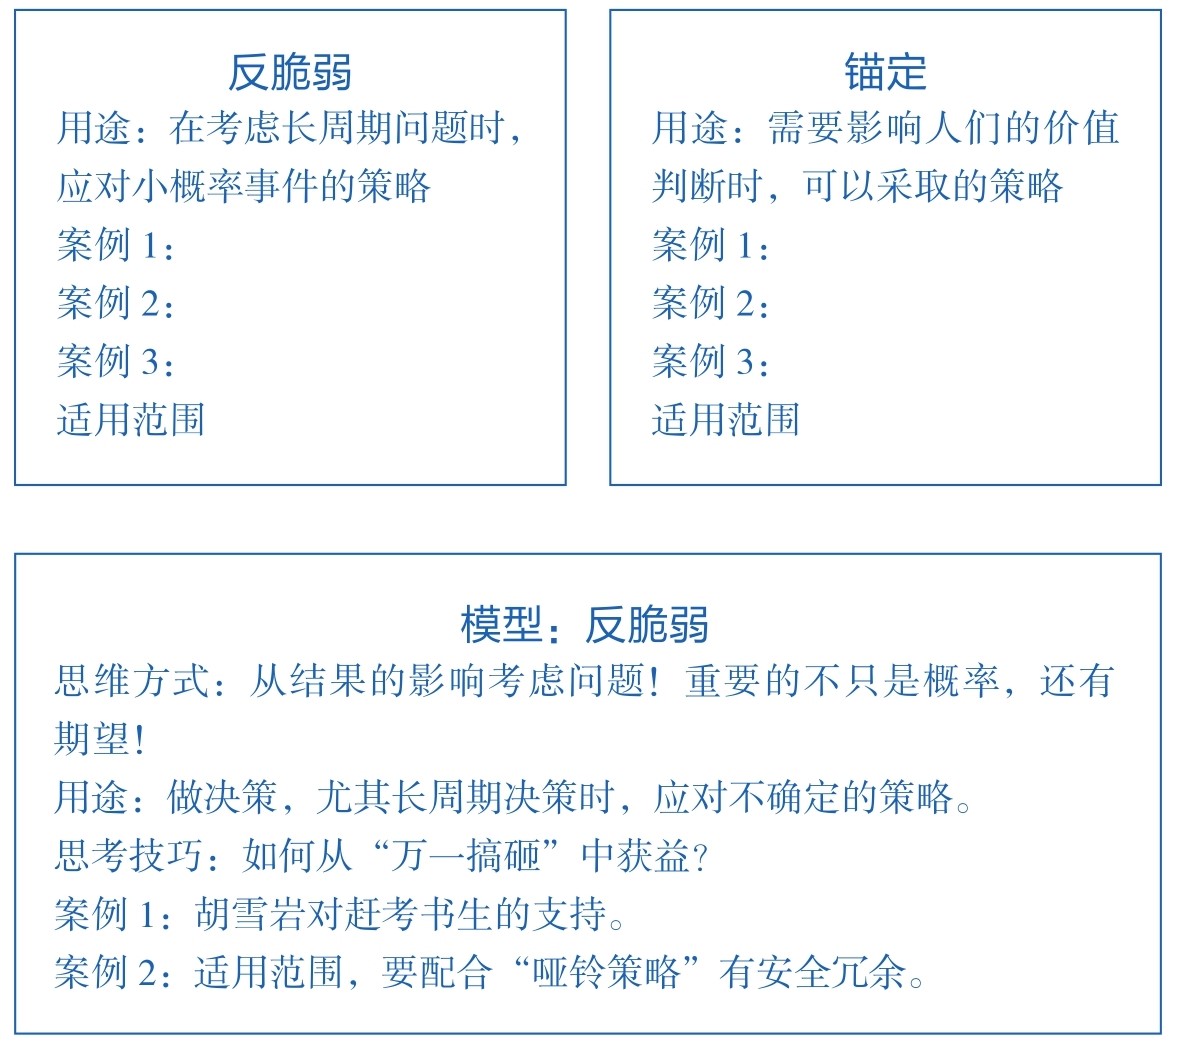 反脆弱
用途：在考虑长周期问题时，
应对小概率事件的策略
案例 1：
案例 2：
案例 3：
适用范围
锚定
用途：需要影响人们的价值
判断时，可以采取的策略
案例 1：
案例 2：
案例 3：
适用范围
模型：反脆弱
思维方式：从结果的影响考虑问题！重要的不只是概率，还有
期望！
用途：做决策，尤其长周期决策时，应对不确定的策略。
思考技巧：如何从“万一搞砸”中获益？
案例 1：胡雪岩对赶考书生的支持。
案例 2：适用范围，要配合“哑铃策略”有安全冗余。